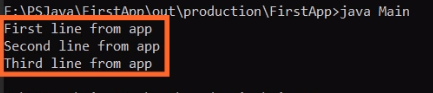 E:\PSJava\FirstApp\out\production\FirstApp>java Main
First line from app
Second line from app
Third line from app